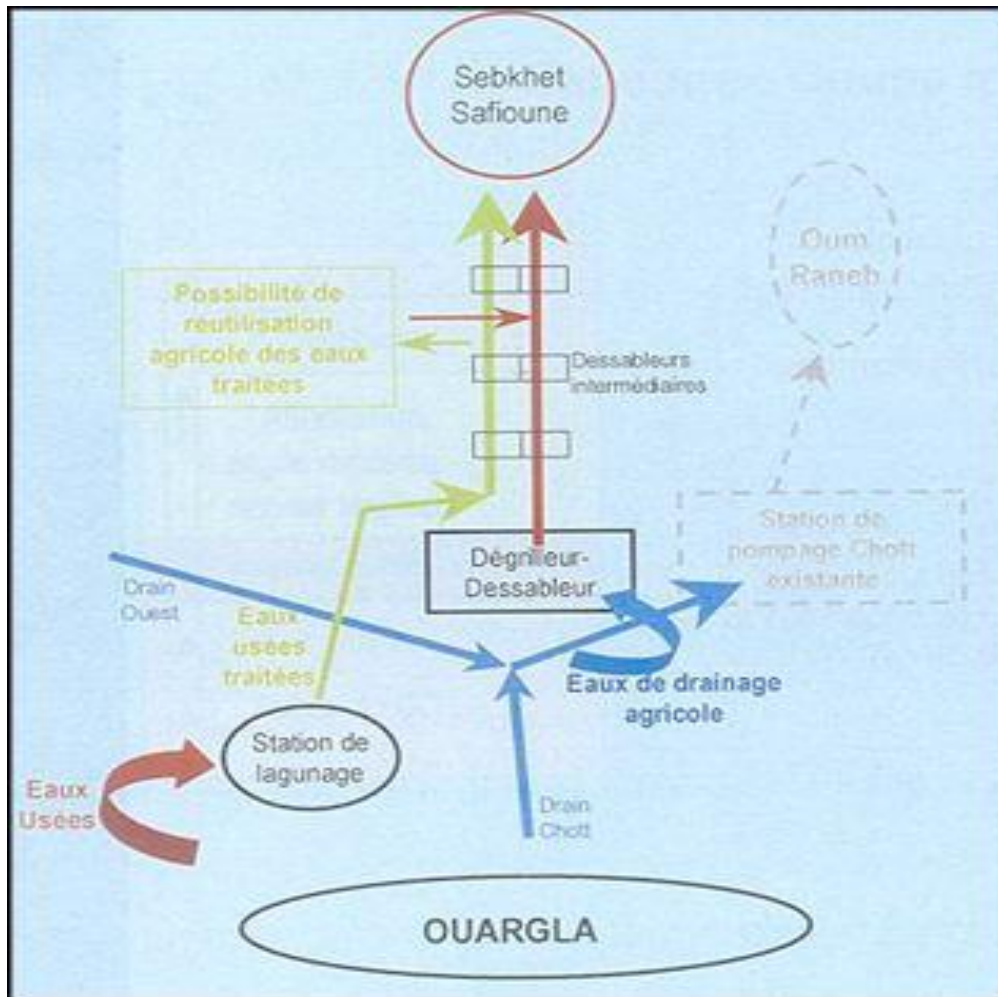 Sebkhet
Safioune
Oum
Raneb
Possibilité de
reutilisation
agricole des eaux
traitées
Dessableurs
intermédiaires
Station de
pompage Chott
existante
Dégrilleur-
Dessableur
Drain
Ouest
Eaux
usées
traitées
Eaux de drainage
agricole
Station de
lagunage
Eaux
Usées
Drain
Chott
OUARGLA